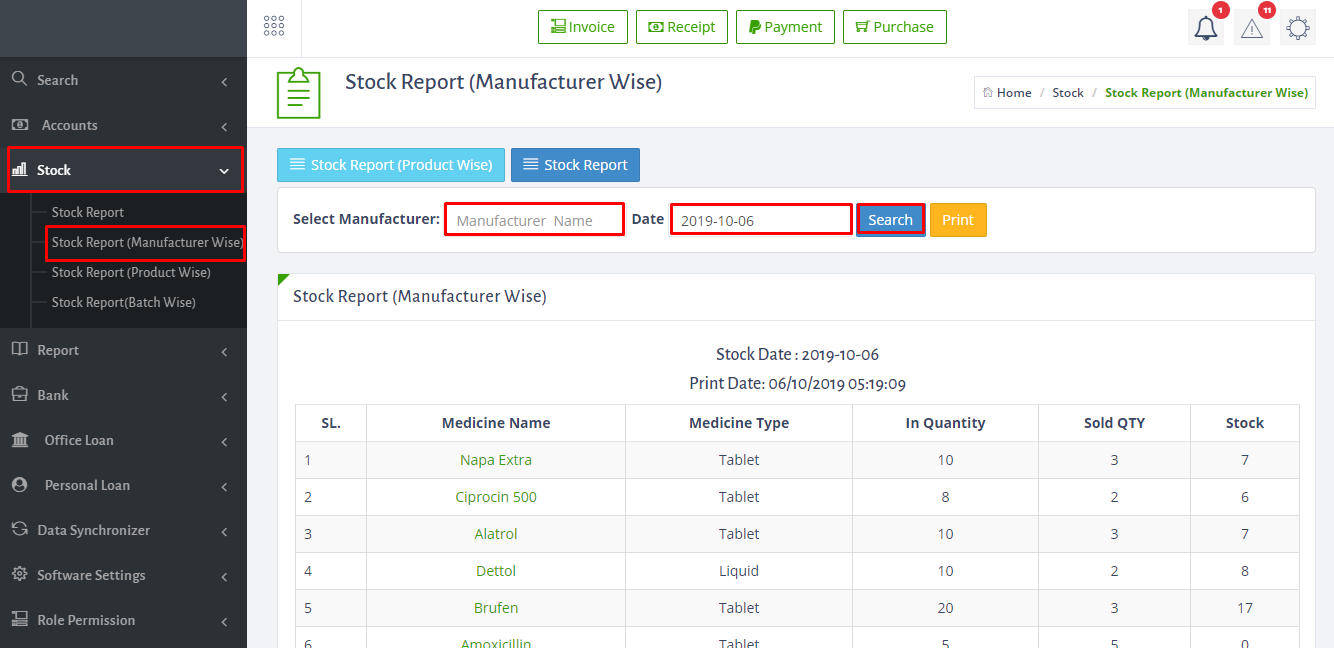 Invoice
Receipt
Payment
Purchase
1
11
Search
Accounts
Stock
Stock Report
Stock Report (Manufacturer Wise)
Stock Report (Product Wise)
Stock Report(Batch Wise)
Report
Bank
Office Loan
Personal Loan
Data Synchronizer
Software Settings
Role Permission
Stock Report (Manufacturer Wise)
Home / Stock / Stock Report (Manufacturer Wise)
Stock Report (Product Wise)
Stock Report
Select Manufacturer: Manufacturer Name Date 2019-10-06 Search Print
Stock Report (Manufacturer Wise)
Stock Date : 2019-10-06
Print Date: 06/10/2019 05:19:09
SL. Medicine Name Medicine Type In Quantity Sold QTY Stock
1 Napa Extra Tablet 10 3 7
2 Ciprocin 500 Tablet 8 2 6
3 Alatrol Tablet 10 3 7
4 Dettol Liquid 10 2 8
5 Brufen Tablet 20 3 17
6 Amoxicillin Tablet 5 5 0